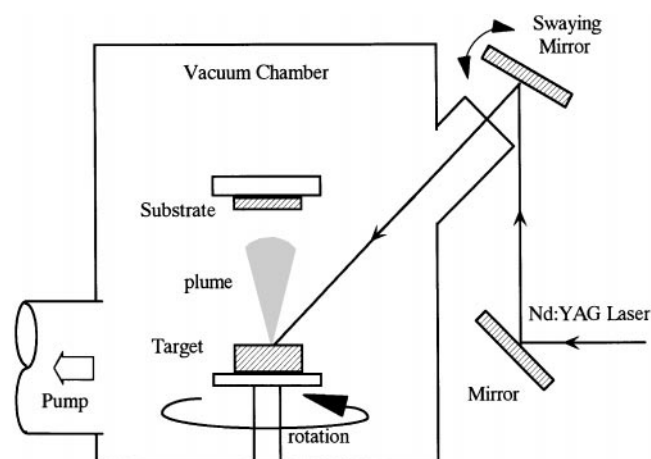 Swaying
Mirror
Vacuum Chamber
Substrate
plume
Nd:YAG Laser
Target
Mirror
Pump
rotation